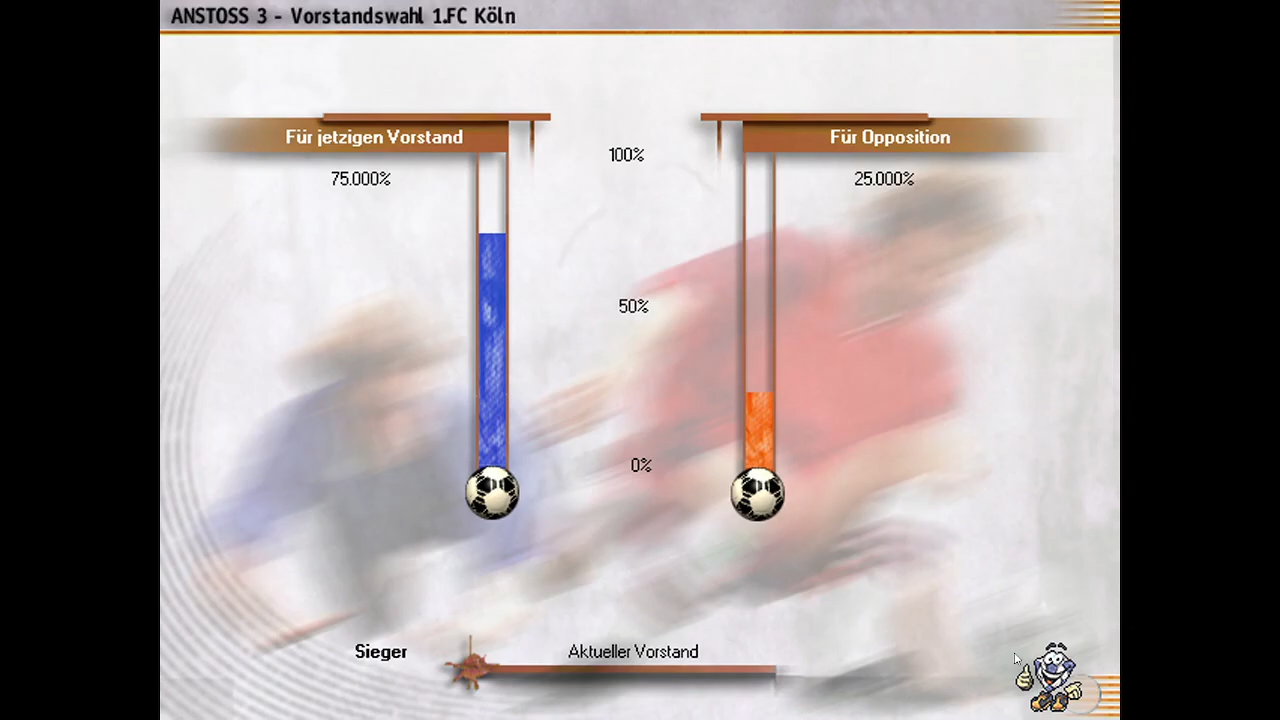 ANSTOSS 3 - Vorstandswahl 1.FC Köln
Für jetzigen Vorstand
Für Opposition
100%
75.000%
25.000%
50%
0%
Sieger
Aktueller Vorstand